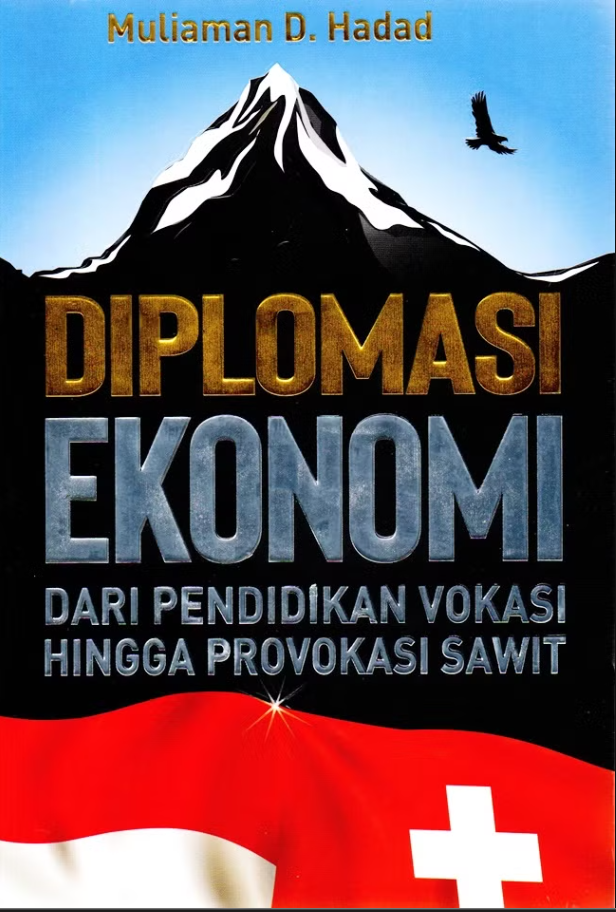 Muliaman D. Hadad
DIPLOMASI
EKONOMI
DARI PENDIDIKAN VOKASI
HINGGA PROVOKASI SAWIT